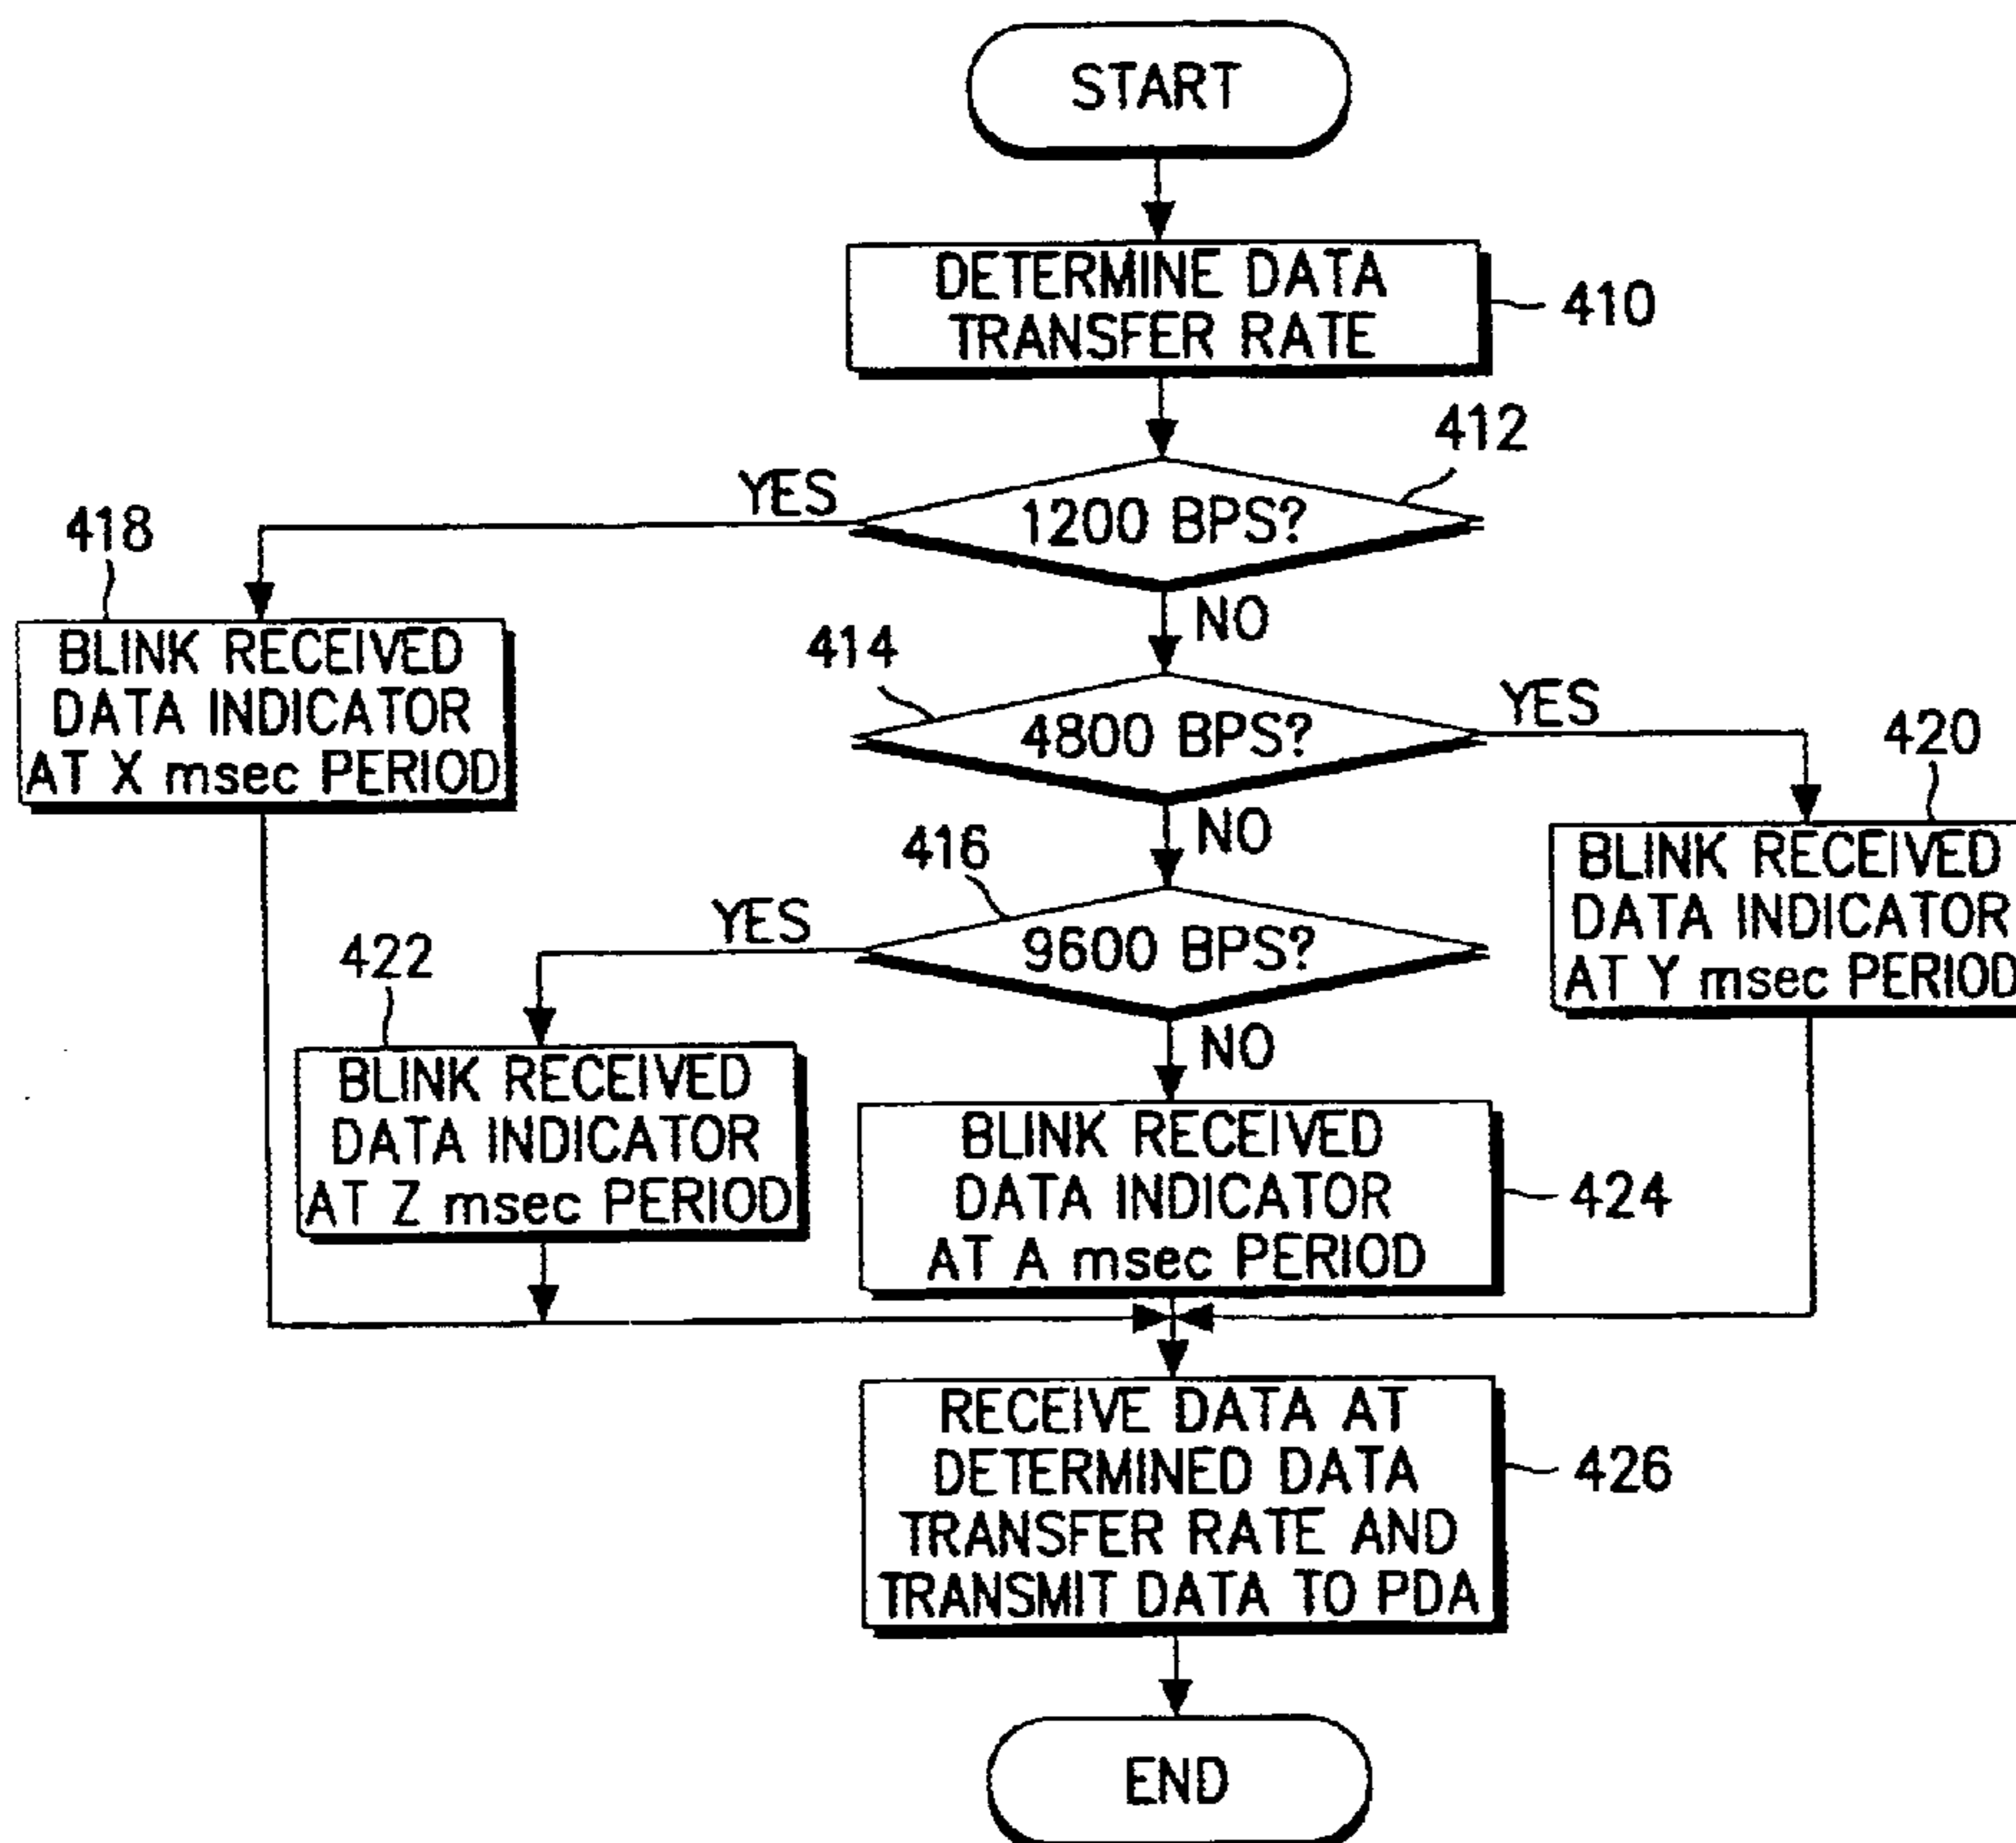 START
DETERMINE DATA
TRANSFER RATE
410
412
YES
1200 BPS?
418
NO
BLINK RECEIVED
DATA INDICATOR
AT X msec PERIOD
414
4800 BPS?
YES
420
NO
BLINK RECEIVED
DATA INDICATOR
AT Y msec PERIOD
416
YES
9600 BPS?
422
NO
BLINK RECEIVED
DATA INDICATOR
AT Z msec PERIOD
BLINK RECEIVED
DATA INDICATOR
AT A msec PERIOD
424
RECEIVE DATA AT
DETERMINED DATA
TRANSFER RATE AND
TRANSMIT DATA TO PDA
426
END